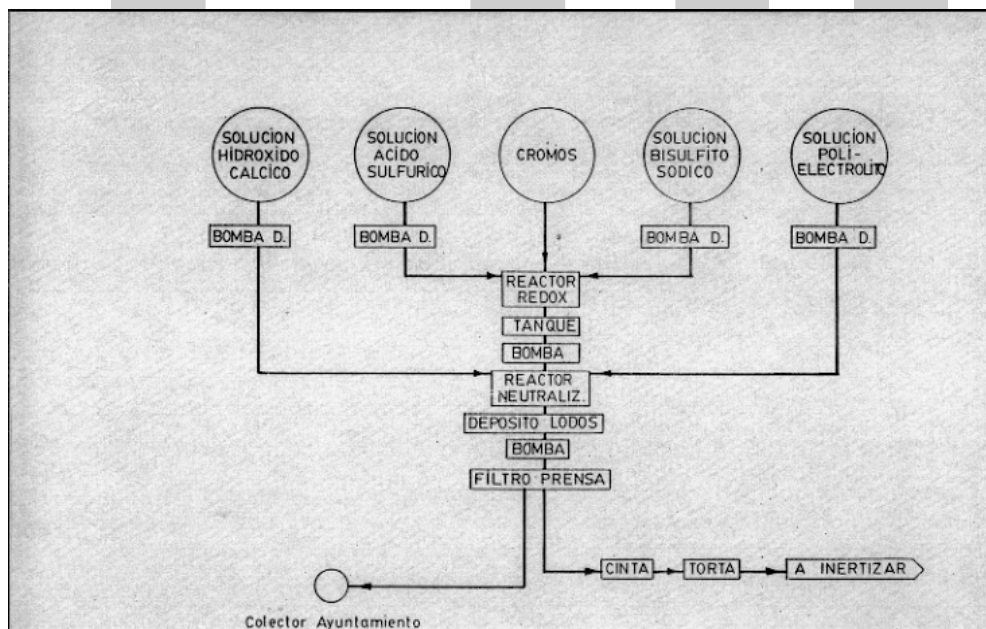 SOLUCION
HIDROXIDO
CALCICO
SOLUCION
ACIDO
SULFURICO
CROMOS
SOLUCION
BISULFITO
SODICO
SOLUCION
POLI-
ELECTROLITO
BOMBA D.
BOMBA D.
BOMBA D.
BOMBA D.
REACTOR
REDOX
TANQUE
BOMBA
REACTOR
NEUTRALIZ.
DEPOSITO LODOS
BOMBA
FILTRO PRENSA
CINTA
TORTA
A INERTIZAR
Colector Ayuntamiento